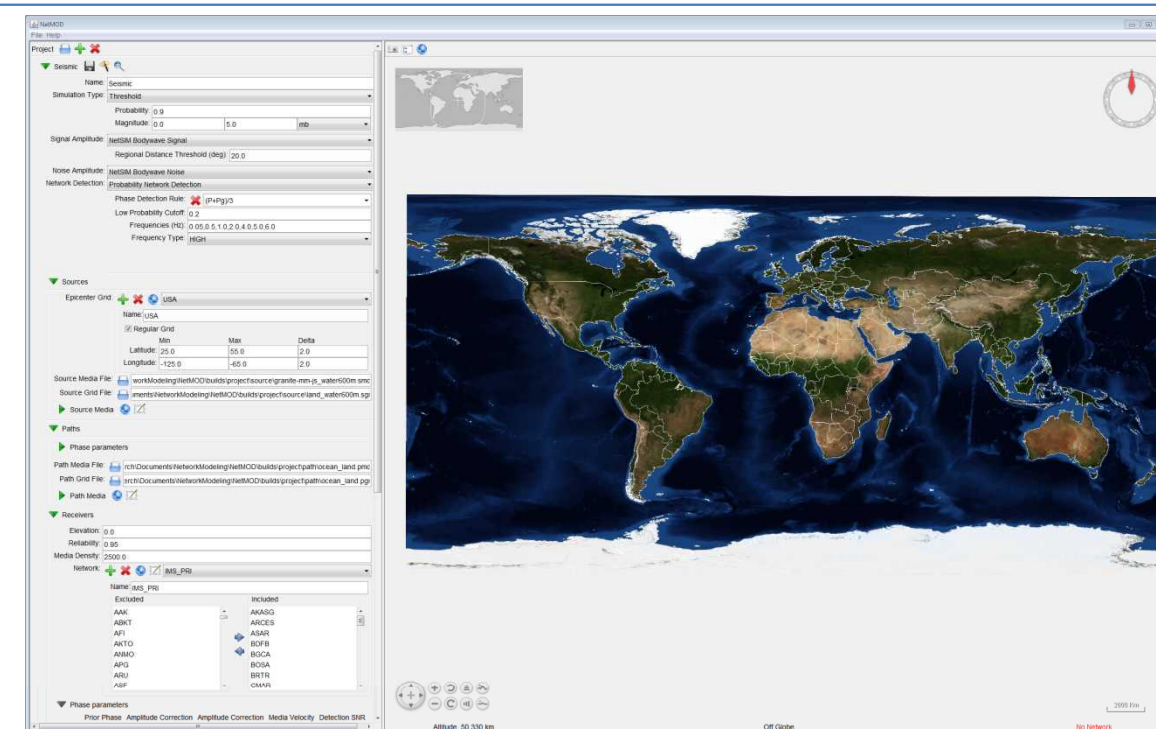 NetMOD
File Help
Project
Seismic
Name: Seismic
Simulation Type: Threshold
Probability: 0.9
Magnitude: 0.0 5.0 mb
Signal Amplitude: NetSIM Bodywave Signal
Regional Distance Threshold (deg): 20.0
Noise Amplitude: NetSIM Bodywave Noise
Network Detection: Probability Network Detection
Phase Detection Rule: (P+Pg)/3
Low Probability Cutoff: 0.2
Frequencies (Hz): 0.05,0.5,1.0,2.0,4.0,5.0,6.0
Frequency Type: HIGH
Sources
Epicenter Grid: USA
Name: USA
Regular Grid
Min Max Delta
Latitude: 25.0 55.0 2.0
Longitude: -125.0 -65.0 2.0
Source Media File: workModeling\NetMOD\builds\project\source\granite-mm-js_water600m.smc
Source Grid File: uments\NetworkModeling\NetMOD\builds\project\source\land_water600m.sgr
Source Media
Paths
Phase parameters
Path Media File: rch\Documents\NetworkModeling\NetMOD\builds\project\path\ocean_land.pmc
Path Grid File: erch\Documents\NetworkModeling\NetMOD\builds\project\path\ocean_land.pgr
Path Media
Receivers
Elevation: 0.0
Reliability: 0.95
Media Density: 2500.0
Network: IMS_PRI
Name: IMS_PRI
Excluded Included
AAK AKASG
ABKT ARCES
AFI ASAR
AKTO BDFB
ANMO BGCA
APG BOSA
ARU BRTR
ASF CMAR
Phase parameters
Prior Phase Amplitude Correction Amplitude Correction Media Velocity Detection SNR
Altitude 50,330 km Off Globe No Network
2999 Km